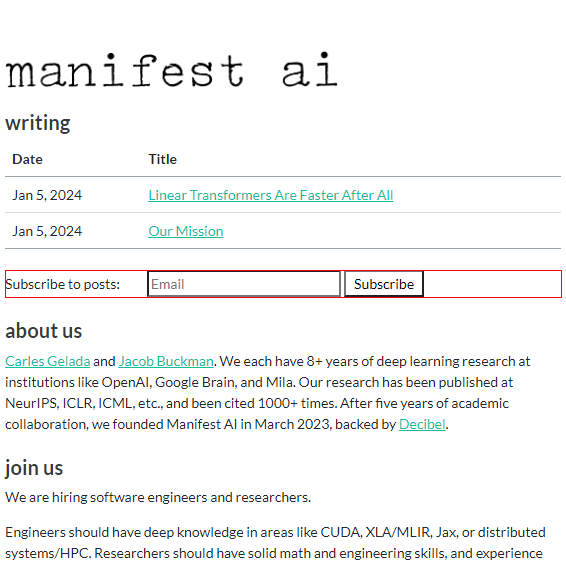 manifest ai
writing
Date Title
Jan 5, 2024 Linear Transformers Are Faster After All
Jan 5, 2024 Our Mission
Subscribe to posts: Email Subscribe
about us
Carles Gelada and Jacob Buckman. We each have 8+ years of deep learning research at
institutions like OpenAI, Google Brain, and Mila. Our research has been published at
NeurIPS, ICLR, ICML, etc., and been cited 1000+ times. After five years of academic
collaboration, we founded Manifest AI in March 2023, backed by Decibel.
join us
We are hiring software engineers and researchers.
Engineers should have deep knowledge in areas like CUDA, XLA/MLIR, Jax, or distributed
systems/HPC. Researchers should have solid math and engineering skills, and experience